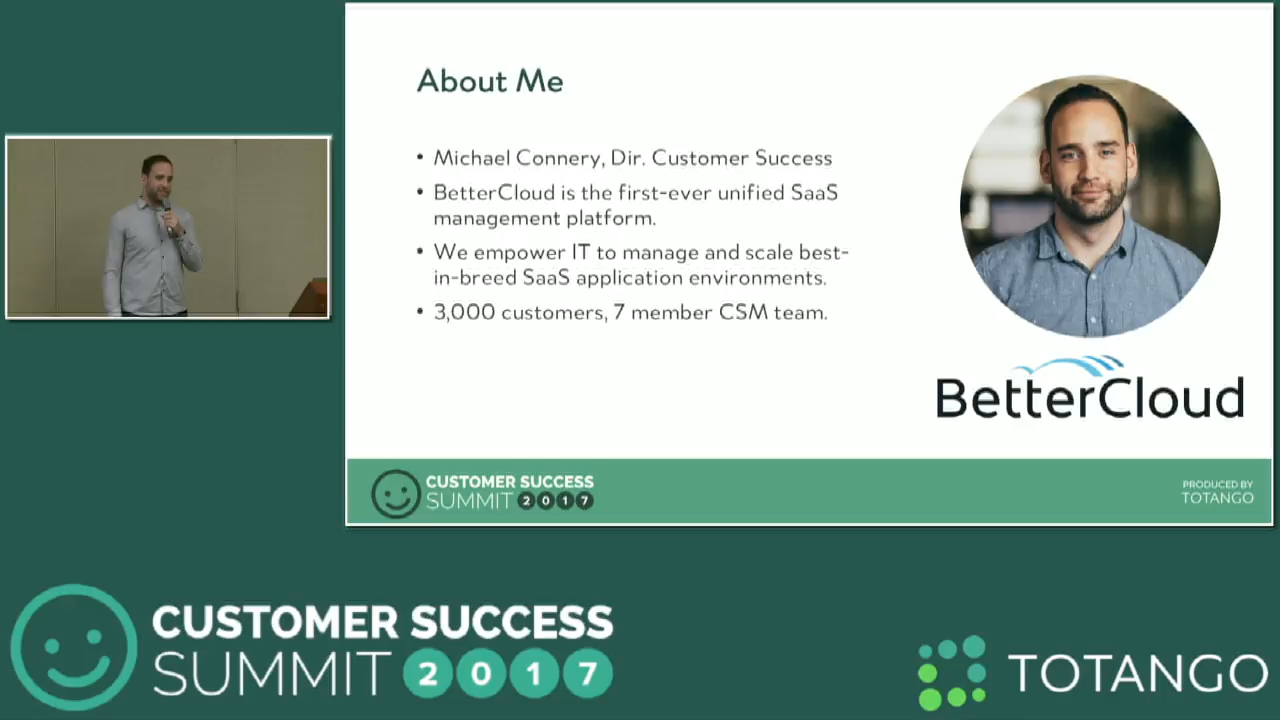 About Me
• Michael Connery, Dir. Customer Success
• BetterCloud is the first-ever unified SaaS
management platform.
• We empower IT to manage and scale best-
in-breed SaaS application environments.
• 3,000 customers, 7 member CSM team.
BetterCloud
CUSTOMER SUCCESS
SUMMIT 2017
PRODUCED BY
TOTANGO
CUSTOMER SUCCESS
SUMMIT 2017
TOTANGO